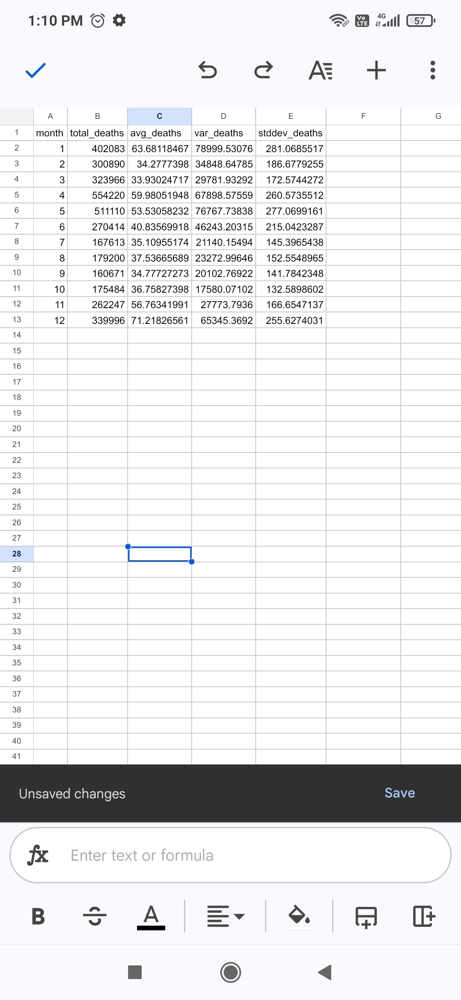 1:10 PM Vo LTE 4G 57
A B C D E F G
1 month total_deaths avg_deaths var_deaths stddev_deaths
2 1 402083 63.68118467 78999.53076 281.0685517
3 2 300890 34.2777398 34848.64785 186.6779255
4 3 323966 33.93024717 29781.93292 172.5744272
5 4 554220 59.98051948 67898.57559 260.5735512
6 5 511110 53.53058232 76767.73838 277.0699161
7 6 270414 40.83569918 46243.20315 215.0423287
8 7 167613 35.10955174 21140.15494 145.3965438
9 8 179200 37.53665689 23272.99646 152.5548965
10 9 160671 34.77727273 20102.76922 141.7842348
11 10 175484 36.75827398 17580.07102 132.5898602
12 11 262247 56.76341991 27773.7936 166.6547137
13 12 339996 71.21826561 65345.3692 255.6274031
14
15
16
17
18
19
20
21
22
23
24
25
26
27
28
29
30
31
32
33
34
35
36
37
38
39
40
41
Unsaved changes Save
fx Enter text or formula
B S A